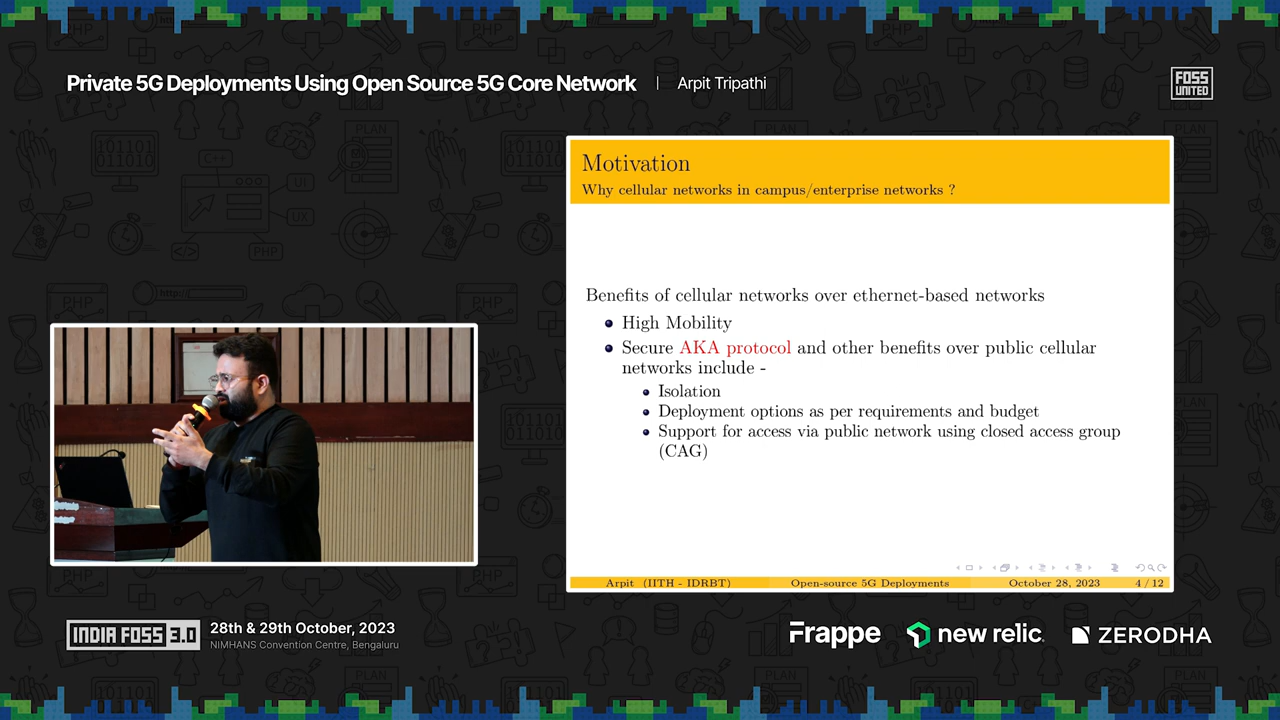 Private 5G Deployments Using Open Source 5G Core Network | Arpit Tripathi
FOSS
UNITED
Motivation
Why cellular networks in campus/enterprise networks ?
Benefits of cellular networks over ethernet-based networks
High Mobility
Secure AKA protocol and other benefits over public cellular
networks include -
Isolation
Deployment options as per requirements and budget
Support for access via public network using closed access group
(CAG)
Arpit (IITH - IDRBT) Open-source 5G Deployments October 28, 2023 4 / 12
INDIA FOSS 3.0
28th & 29th October, 2023
NIMHANS Convention Centre, Bengaluru
Frappe
new relic
ZERODHA